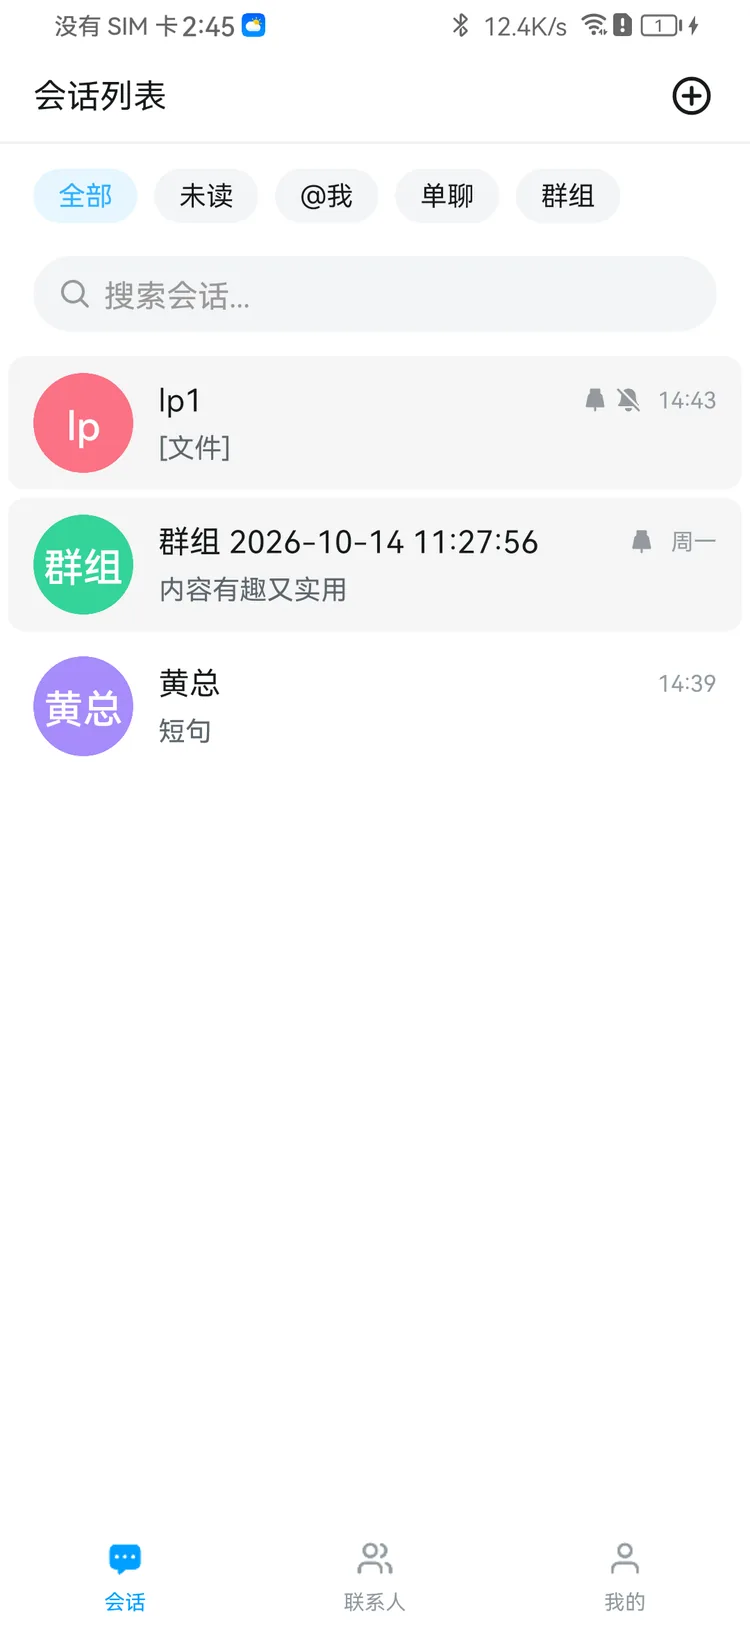 没有 SIM 卡 2:45 12.4K/s 1
会话列表
全部 未读 @我 单聊 群组
搜索会话...
lp lp1 14:43
[文件]
群组 群组 2026-10-14 11:27:56 周一
内容有趣又实用
黄总 黄总 14:39
短句
会话 联系人 我的